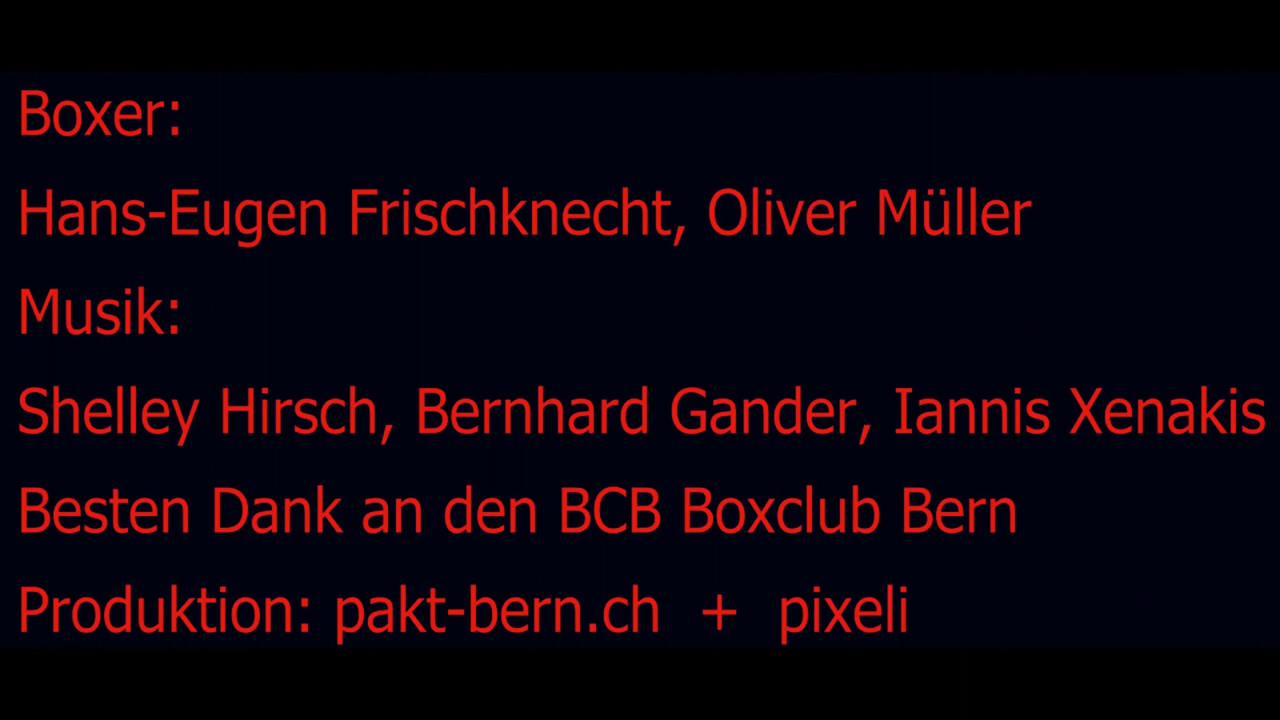 Boxer:
Hans-Eugen Frischknecht, Oliver Müller
Musik:
Shelley Hirsch, Bernhard Gander, Iannis Xenakis
Besten Dank an den BCB Boxclub Bern
Produktion: pakt-bern.ch + pixeli